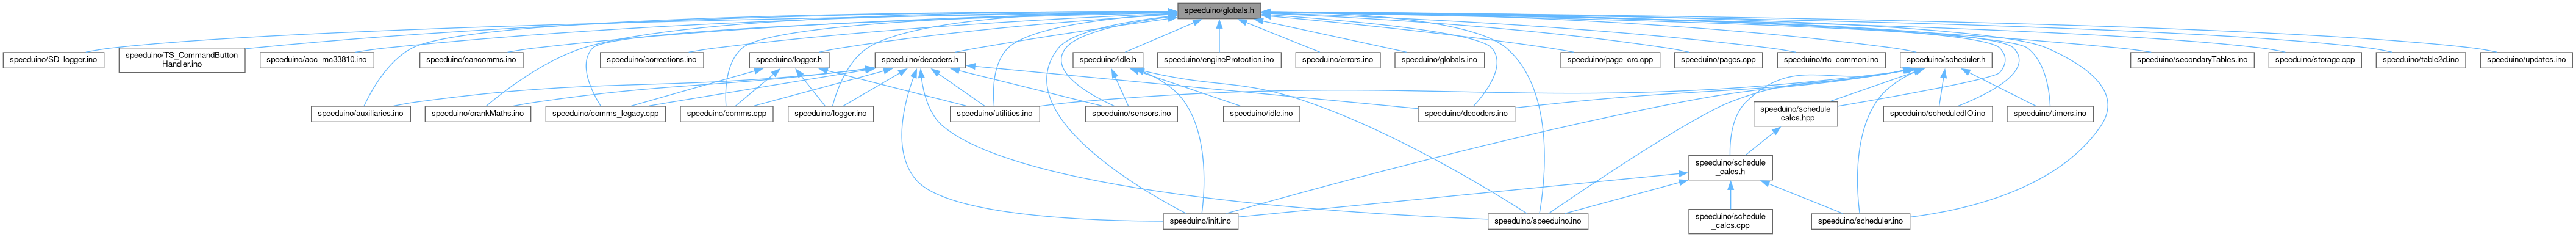 speeduino/globals.h
speeduino/SD_logger.ino
speeduino/TS_CommandButton
Handler.ino
speeduino/acc_mc33810.ino
speeduino/cancomms.ino
speeduino/corrections.ino
speeduino/logger.h
speeduino/decoders.h
speeduino/idle.h
speeduino/engineProtection.ino
speeduino/errors.ino
speeduino/globals.ino
speeduino/page_crc.cpp
speeduino/pages.cpp
speeduino/rtc_common.ino
speeduino/scheduler.h
speeduino/secondaryTables.ino
speeduino/storage.cpp
speeduino/table2d.ino
speeduino/updates.ino
speeduino/auxiliaries.ino
speeduino/crankMaths.ino
speeduino/comms_legacy.cpp
speeduino/comms.cpp
speeduino/logger.ino
speeduino/utilities.ino
speeduino/sensors.ino
speeduino/idle.ino
speeduino/decoders.ino
speeduino/schedule
_calcs.hpp
speeduino/scheduledIO.ino
speeduino/timers.ino
speeduino/schedule
_calcs.h
speeduino/init.ino
speeduino/speeduino.ino
speeduino/schedule
_calcs.cpp
speeduino/scheduler.ino